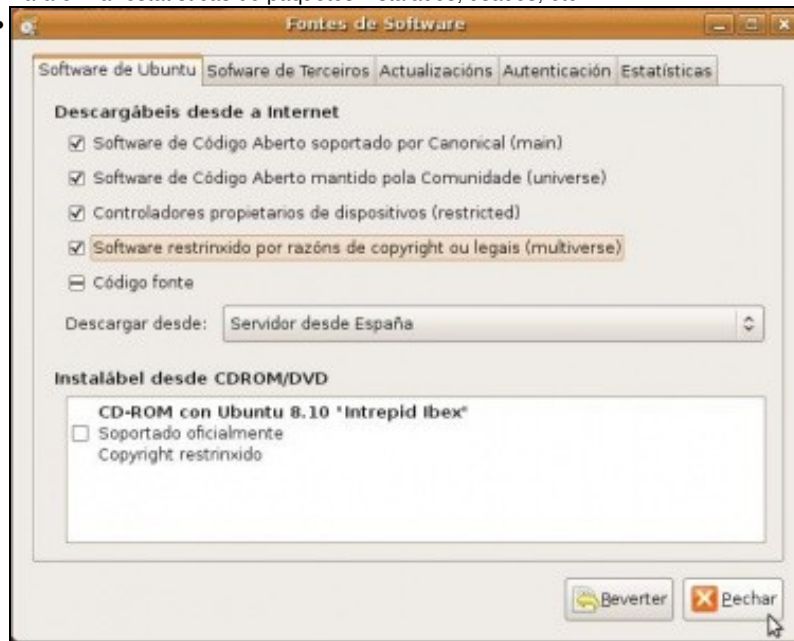 Fontes de Software
Software de Ubuntu Sofware de Terceiros Actualizacións Autenticación Estatísticas
Descargábeis desde a Internet
Software de Código Aberto soportado por Canonical (main)
Software de Código Aberto mantido pola Comunidade (universe)
Controladores propietarios de dispositivos (restricted)
Software restrinxido por razóns de copyright ou legais (multiverse)
Código fonte
Descargar desde: Servidor desde España
Instalábel desde CDROM/DVD
CD-ROM con Ubuntu 8.10 "Intrepid Ibex"
Soportado oficialmente
Copyright restrinxido
Reverter Pechar